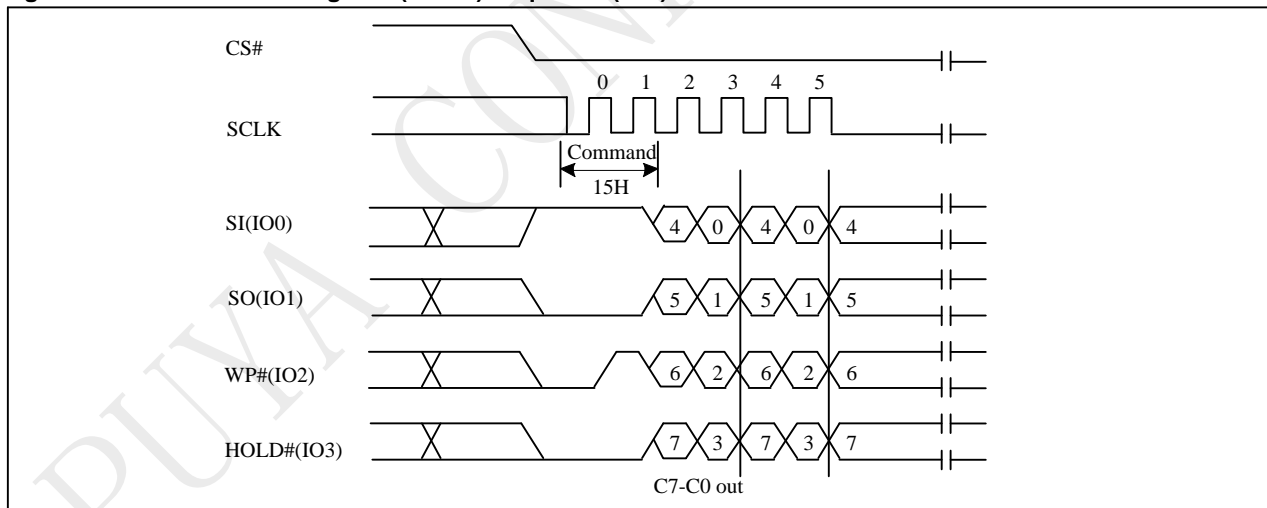 CS#
0 1 2 3 4 5
SCLK
Command
15H
SI(IO0) 4 0 4 0 4
SO(IO1) 5 1 5 1 5
WP#(IO2) 6 2 6 2 6
HOLD#(IO3) 7 3 7 3 7
C7-C0 out
PUYA